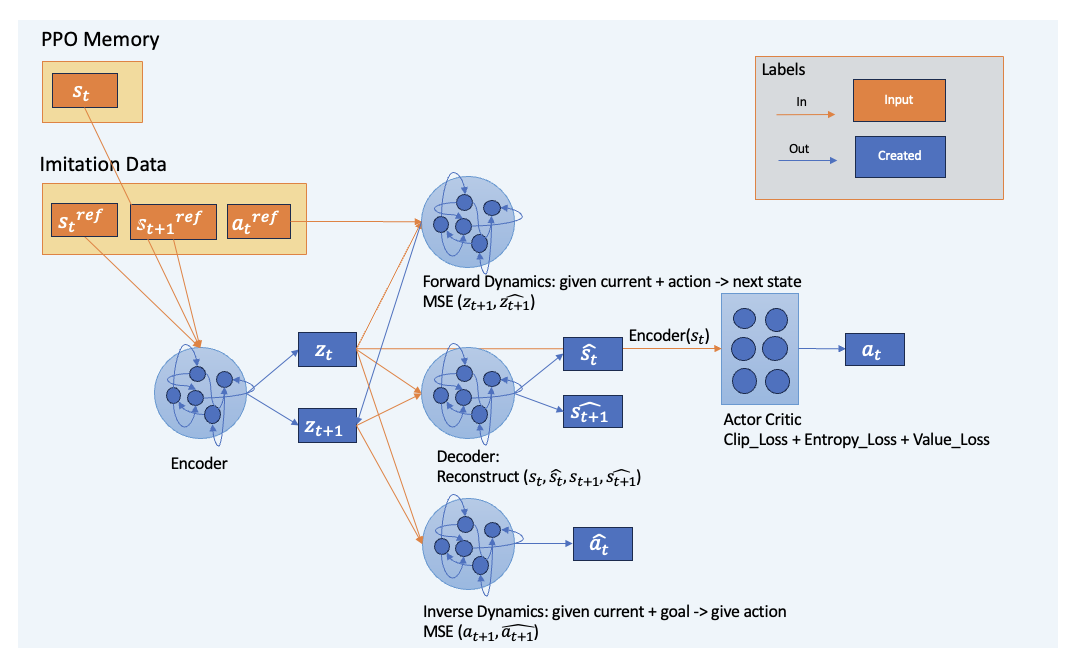 PPO Memory
s_t
Labels
In
Input
Out
Created
Imitation Data
s_t^ref
s_{t+1}^ref
a_t^ref
Forward Dynamics: given current + action -> next state
MSE (z_{t+1}, \widehat{z_{t+1}})
z_t
z_{t+1}
Encoder
\hat{s_t}
\widehat{s_{t+1}}
Encoder(s_t)
a_t
Actor Critic
Clip_Loss + Entropy_Loss + Value_Loss
Decoder:
Reconstruct (s_t, \hat{s_t}, s_{t+1}, \widehat{s_{t+1}})
\hat{a_t}
Inverse Dynamics: given current + goal -> give action
MSE (a_{t+1}, \widehat{a_{t+1}})